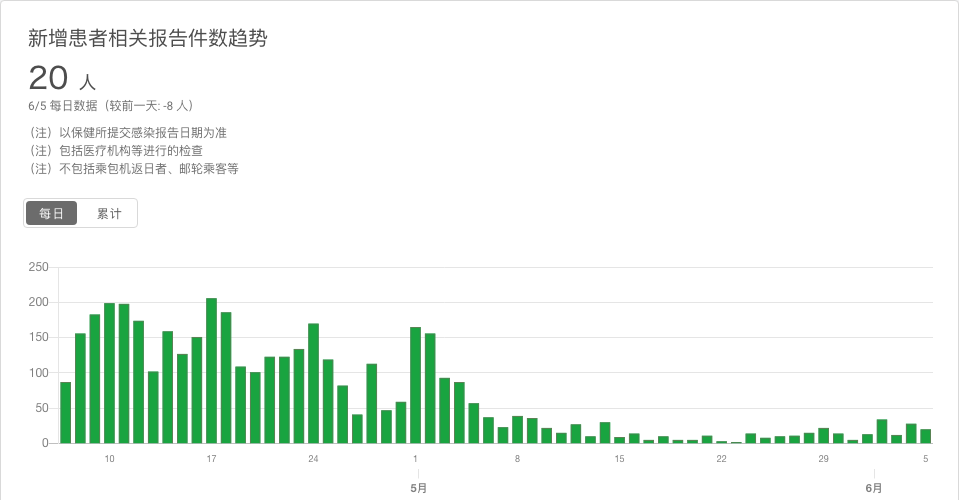 新增患者相关报告件数趋势
20 人
6/5 每日数据（较前一天: -8 人）
（注）以保健所提交感染报告日期为准
（注）包括医疗机构等进行的检查
（注）不包括乘包机返日者、邮轮乘客等
每日 累计
250
200
150
100
50
0
10 17 24 1 8 15 22 29 5
5月 6月